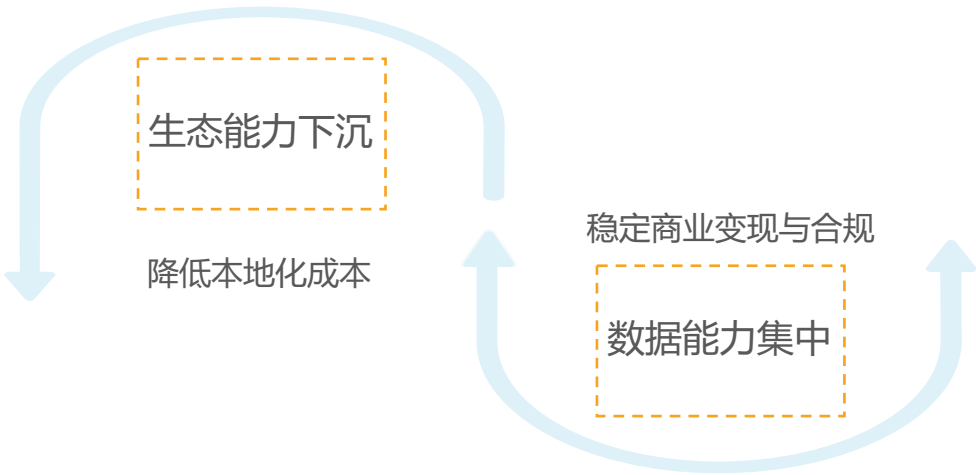 生态能力下沉
降低本地化成本
稳定商业变现与合规
数据能力集中